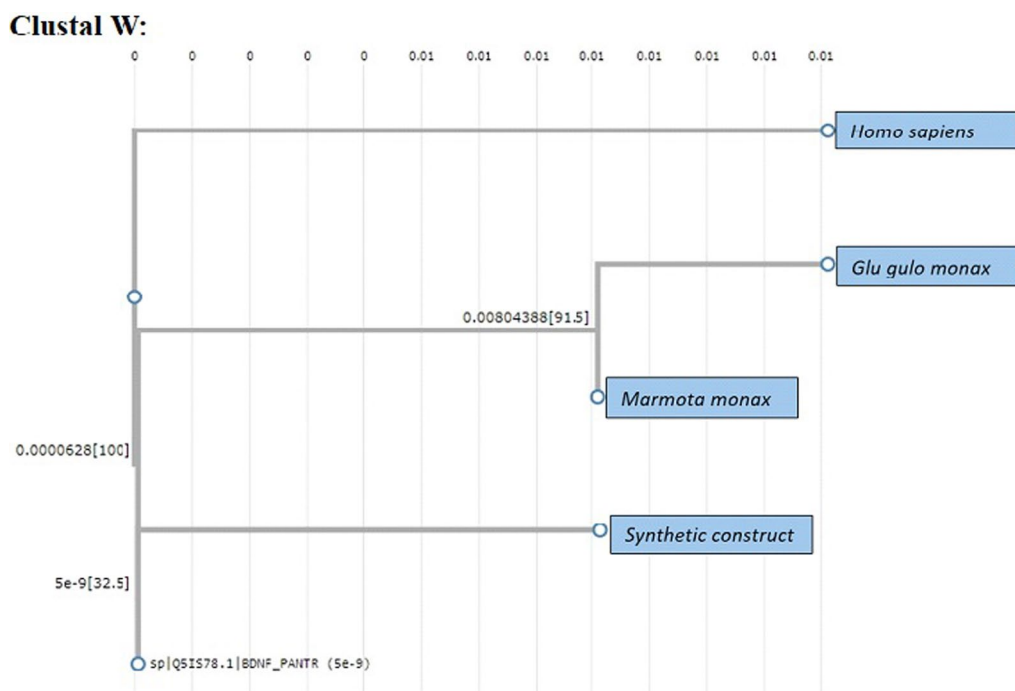 Clustal W:
0 0 0 0 0 0.01 0.01 0.01 0.01 0.01 0.01 0.01 0.01
Homo sapiens
Glu gulo monax
0.00804388[91.5]
Marmota monax
0.0000628[100]
Synthetic construct
5e-9[32.5]
sp|Q5IS78.1|BDNF_PANTR (5e-9)